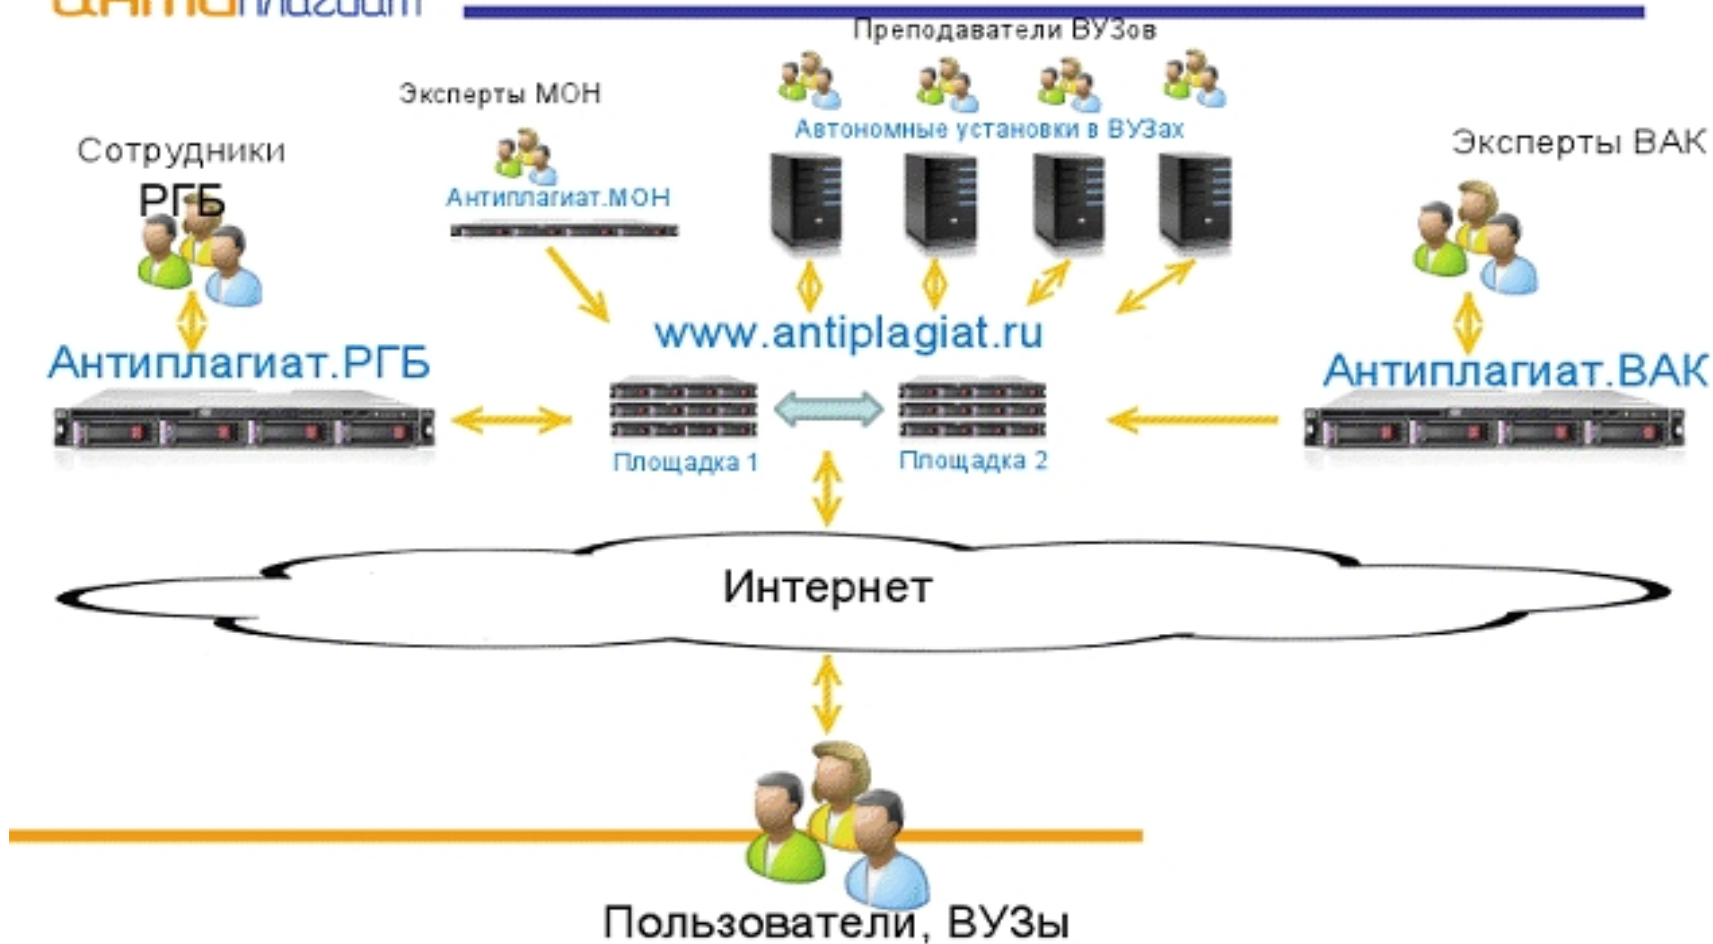 Антиплагиат
Преподаватели ВУЗов
Эксперты МОН
Автономные установки в ВУЗах
Сотрудники
РГБ
Эксперты ВАК
Антиплагиат.МОН
www.antiplagiat.ru
Антиплагиат.РГБ
Антиплагиат.ВАК
Площадка 1
Площадка 2
Интернет
Пользователи, ВУЗы